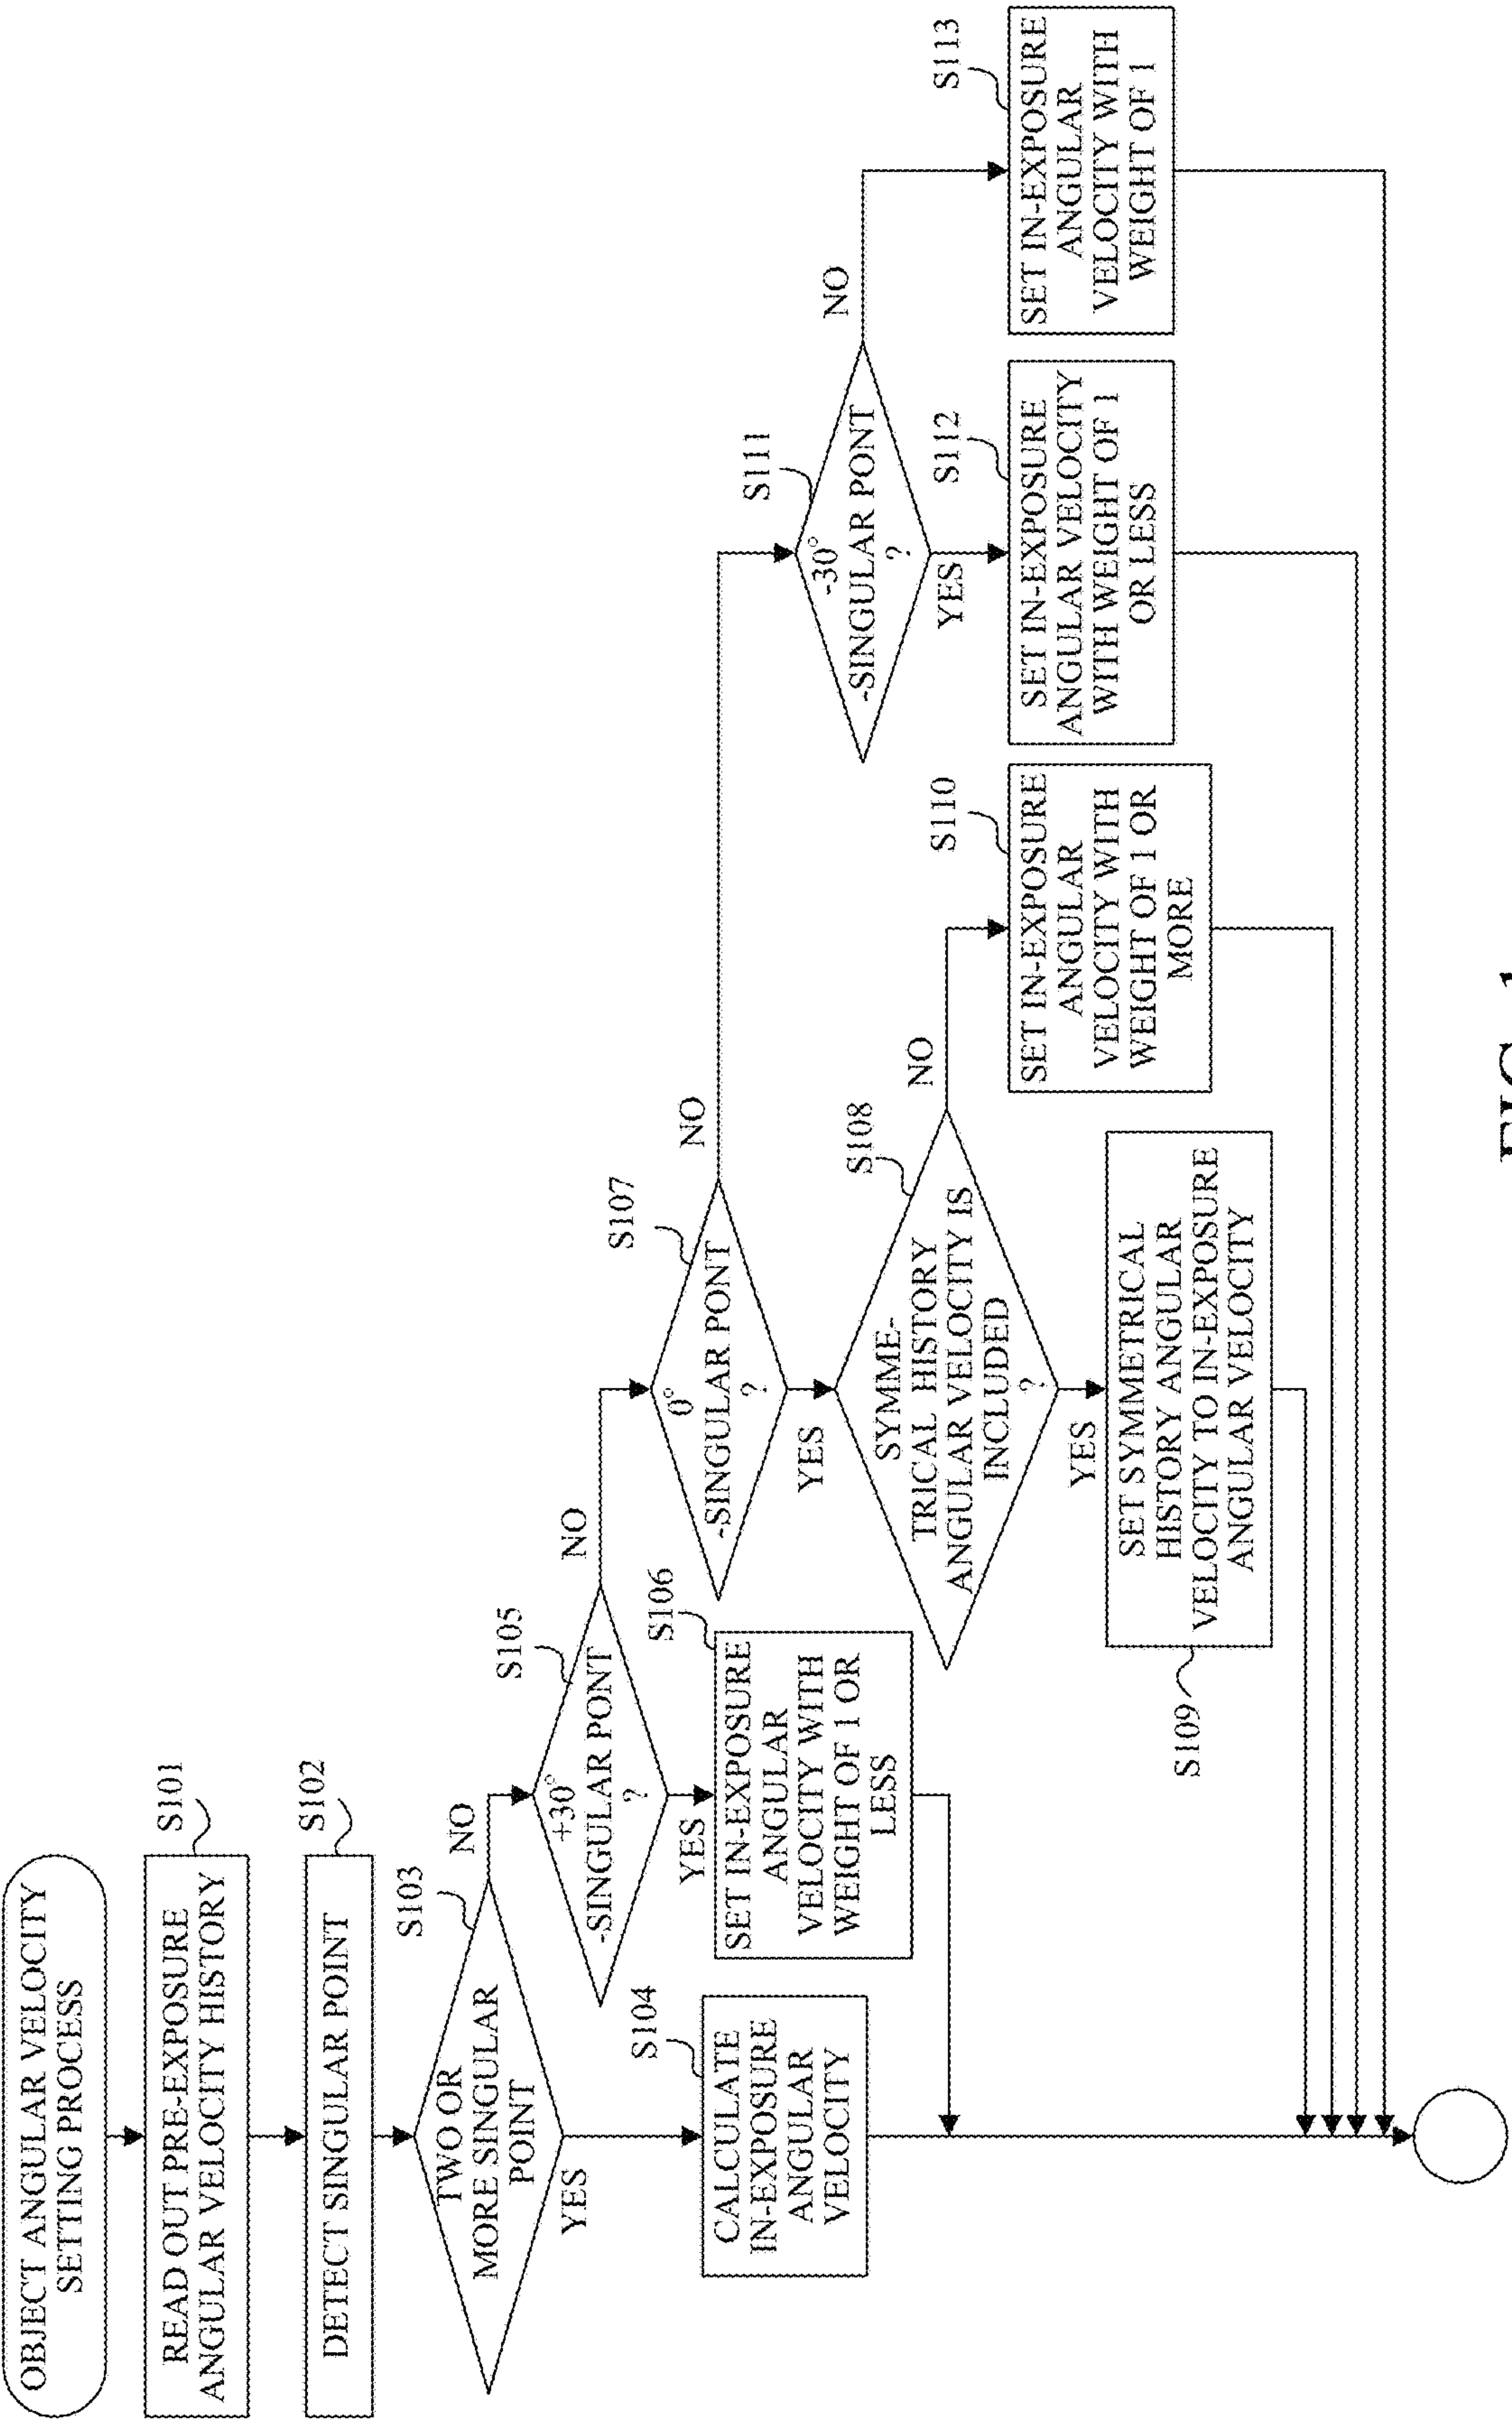 OBJECT ANGULAR VELOCITY
SETTING PROCESS
S101
READ OUT PRE-EXPOSURE
ANGULAR VELOCITY HISTORY
S102
DETECT SINGULAR POINT
S103
TWO OR
MORE SINGULAR
POINT
YES
NO
S104
CALCULATE
IN-EXPOSURE
ANGULAR
VELOCITY
S105
+30°
-SINGULAR PONT
?
YES
NO
S106
SET IN-EXPOSURE
ANGULAR
VELOCITY WITH
WEIGHT OF 1 OR
LESS
S107
0°
-SINGULAR PONT
?
YES
NO
S108
SYMME-
TRICAL HISTORY
ANGULAR VELOCITY IS
INCLUDED
?
YES
NO
S109
SET SYMMETRICAL
HISTORY ANGULAR
VELOCITY TO IN-EXPOSURE
ANGULAR VELOCITY
S110
SET IN-EXPOSURE
ANGULAR
VELOCITY WITH
WEIGHT OF 1 OR
MORE
S111
-30°
-SINGULAR PONT
?
YES
NO
S112
SET IN-EXPOSURE
ANGULAR VELOCITY
WITH WEIGHT OF 1
OR LESS
S113
SET IN-EXPOSURE
ANGULAR
VELOCITY WITH
WEIGHT OF 1